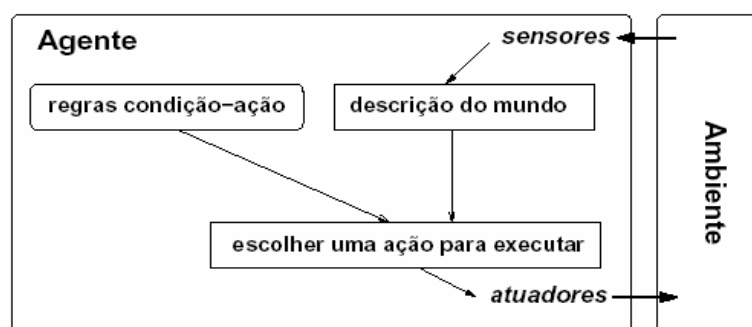 Agente
sensores
regras condição-ação
descrição do mundo
Ambiente
escolher uma ação para executar
atuadores